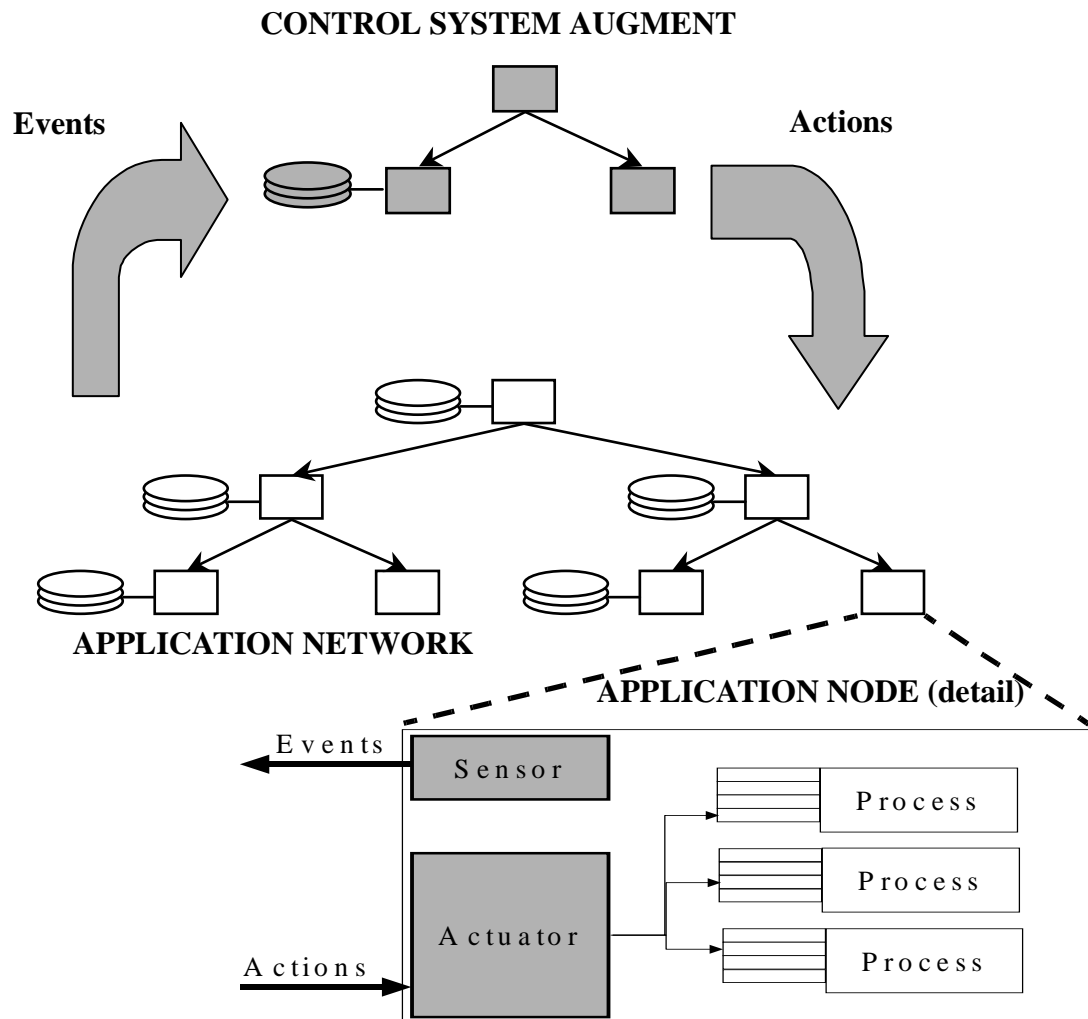 CONTROL SYSTEM AUGMENT
Events
Actions
APPLICATION NETWORK
APPLICATION NODE (detail)
Events
Sensor
Process
Process
Actuator
Process
Actions